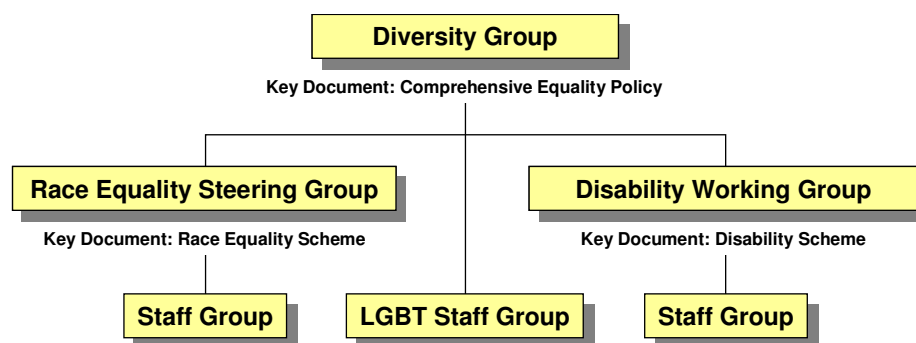 Diversity Group
Key Document: Comprehensive Equality Policy
Race Equality Steering Group
Disability Working Group
Key Document: Race Equality Scheme
Key Document: Disability Scheme
Staff Group
LGBT Staff Group
Staff Group